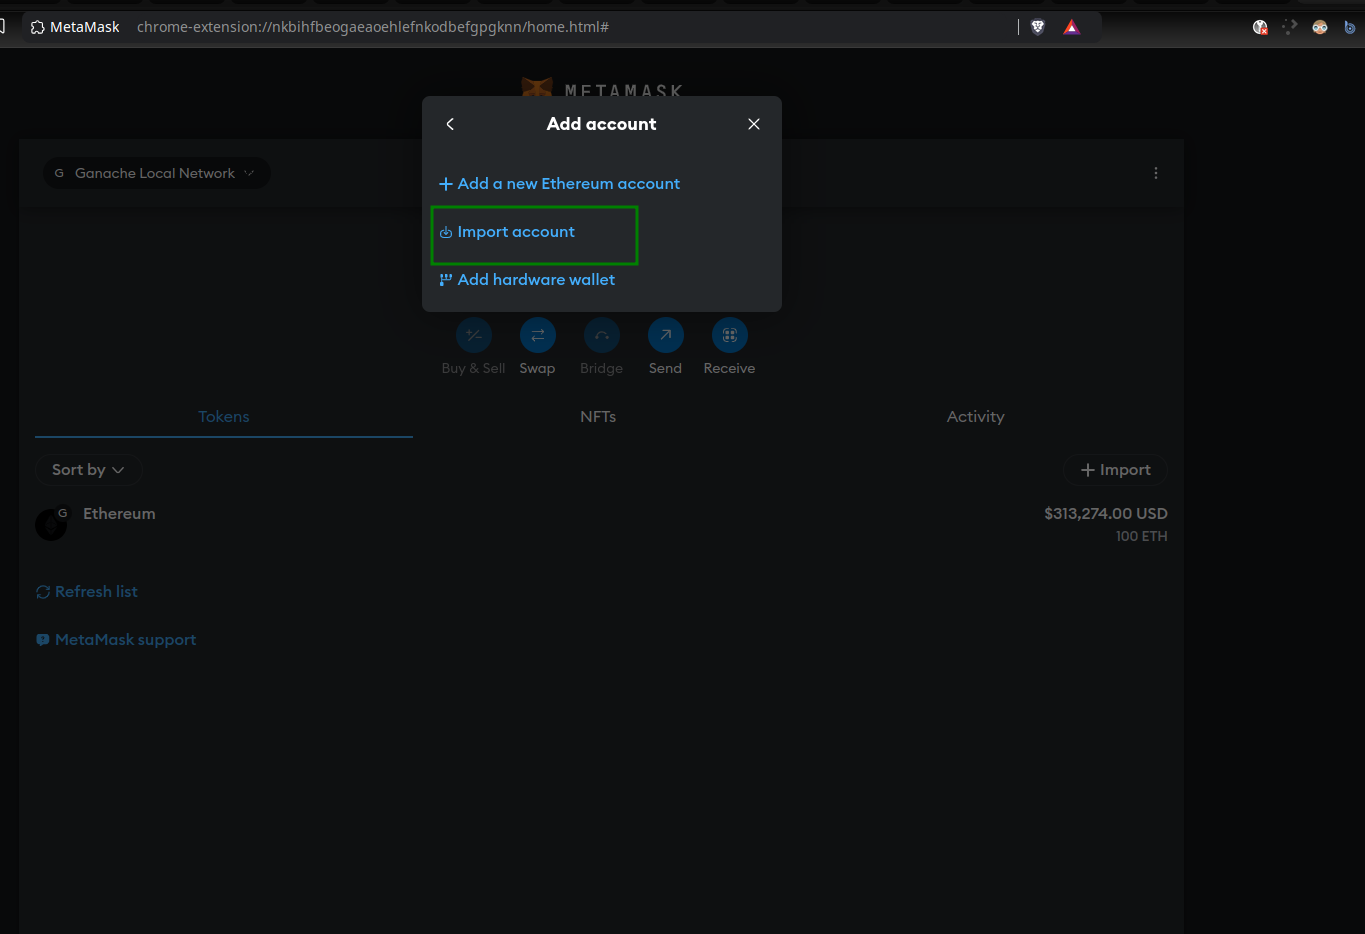 MetaMask chrome-extension://nkbihfbeogaeaoehlefnkodbefgpgknn/home.html#
METAMASK
Add account
G Ganache Local Network
Add a new Ethereum account
Import account
Add hardware wallet
Buy & Sell Swap Bridge Send Receive
Tokens NFTs Activity
Sort by Import
G Ethereum $313,274.00 USD
100 ETH
Refresh list
MetaMask support